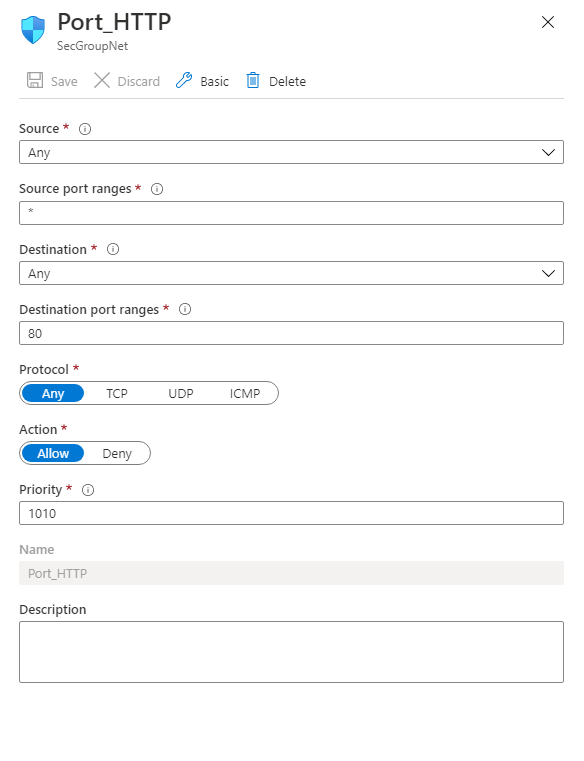 Port_HTTP
SecGroupNet
Save Discard Basic Delete
Source *
Any
Source port ranges *
*
Destination *
Any
Destination port ranges *
80
Protocol *
Any TCP UDP ICMP
Action *
Allow Deny
Priority *
1010
Name
Port_HTTP
Description